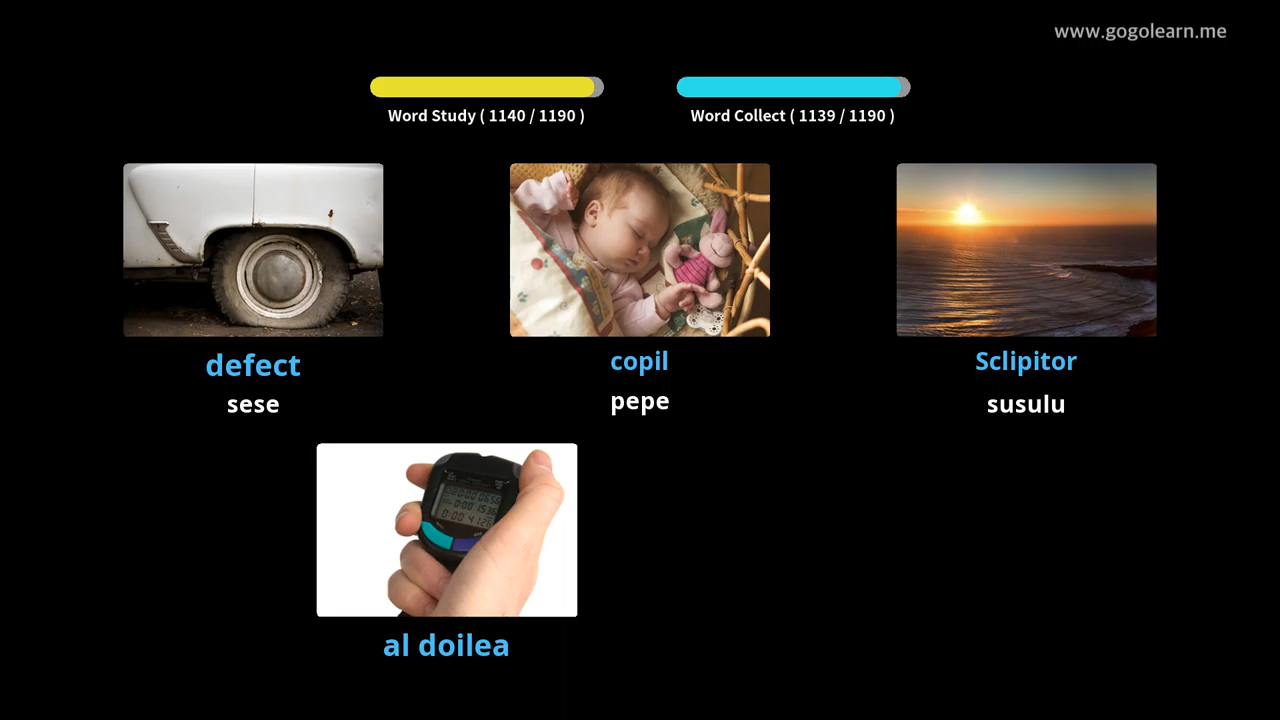 www.gogolearn.me
Word Study ( 1140 / 1190 )
Word Collect ( 1139 / 1190 )
defect
copil
Sclipitor
sese
pepe
susulu
al doilea